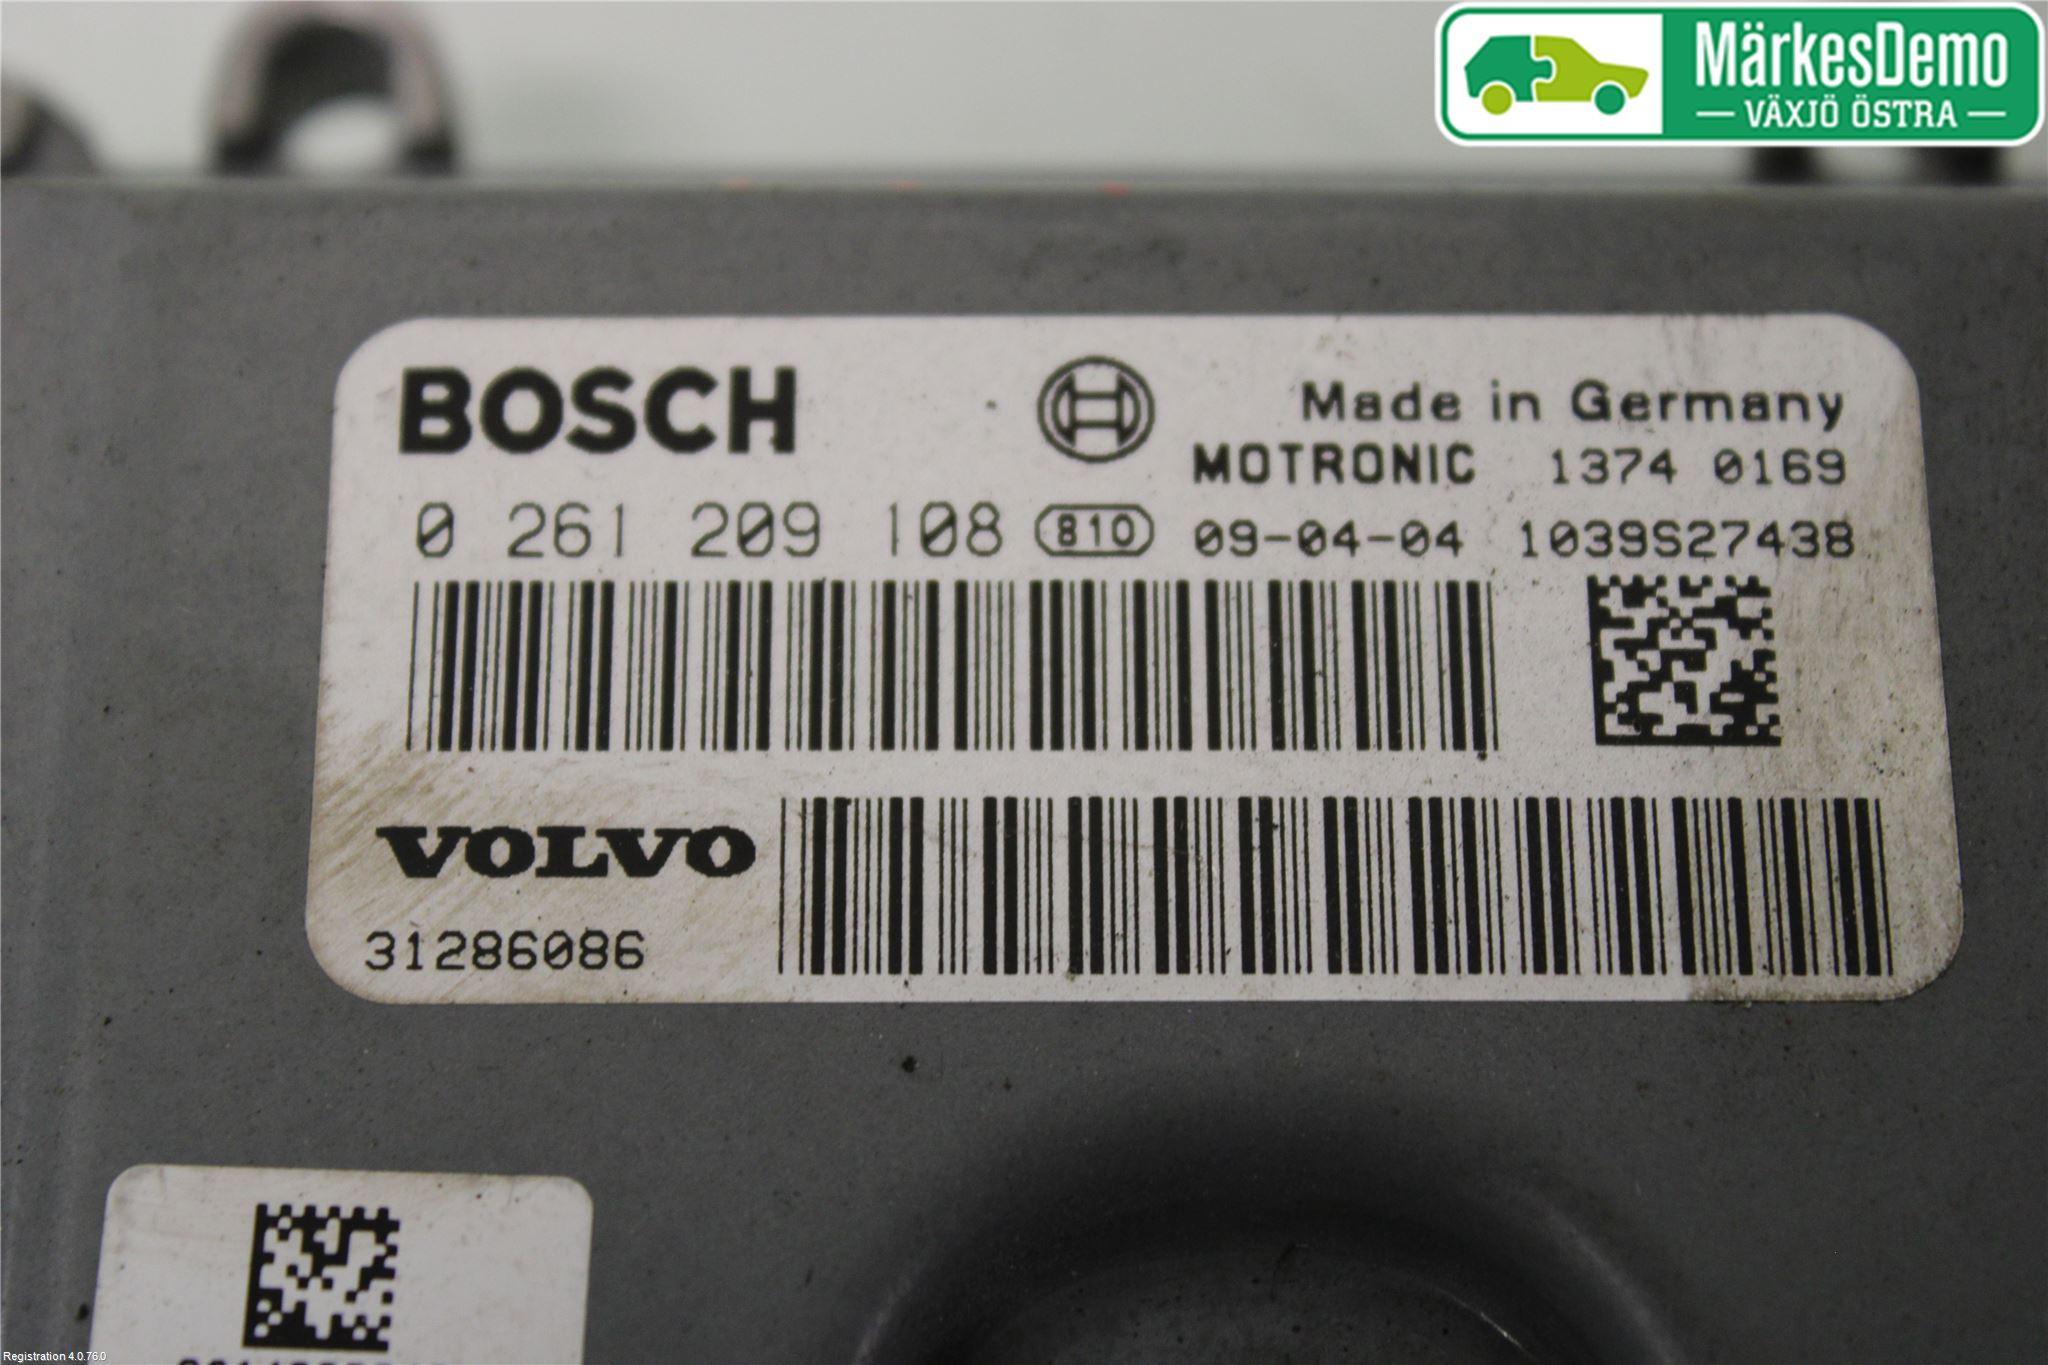 MärkesDemo
VÄXJÖ ÖSTRA
BOSCH
Made in Germany
MOTRONIC 1374 0169
0 261 209 108 810 09-04-04 1039S27438
VOLVO
31286086
Registration 4.0.76.0